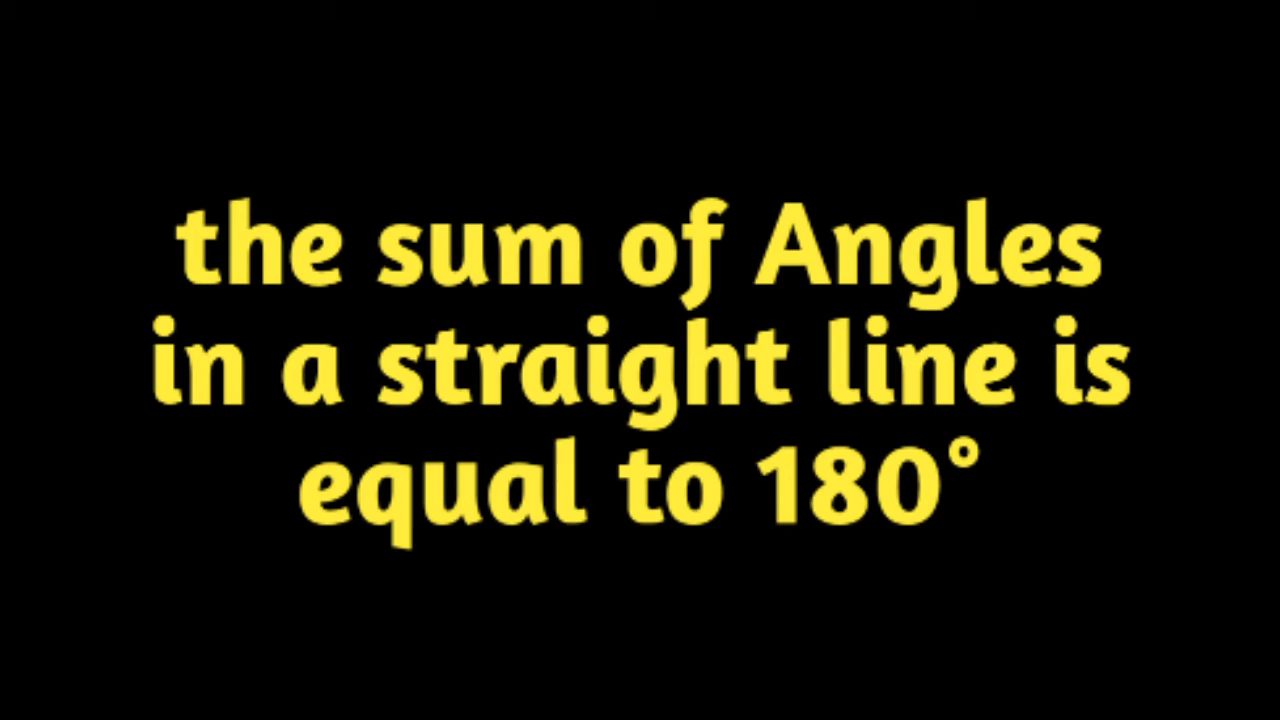 the sum of Angles
in a straight line is
equal to 180°